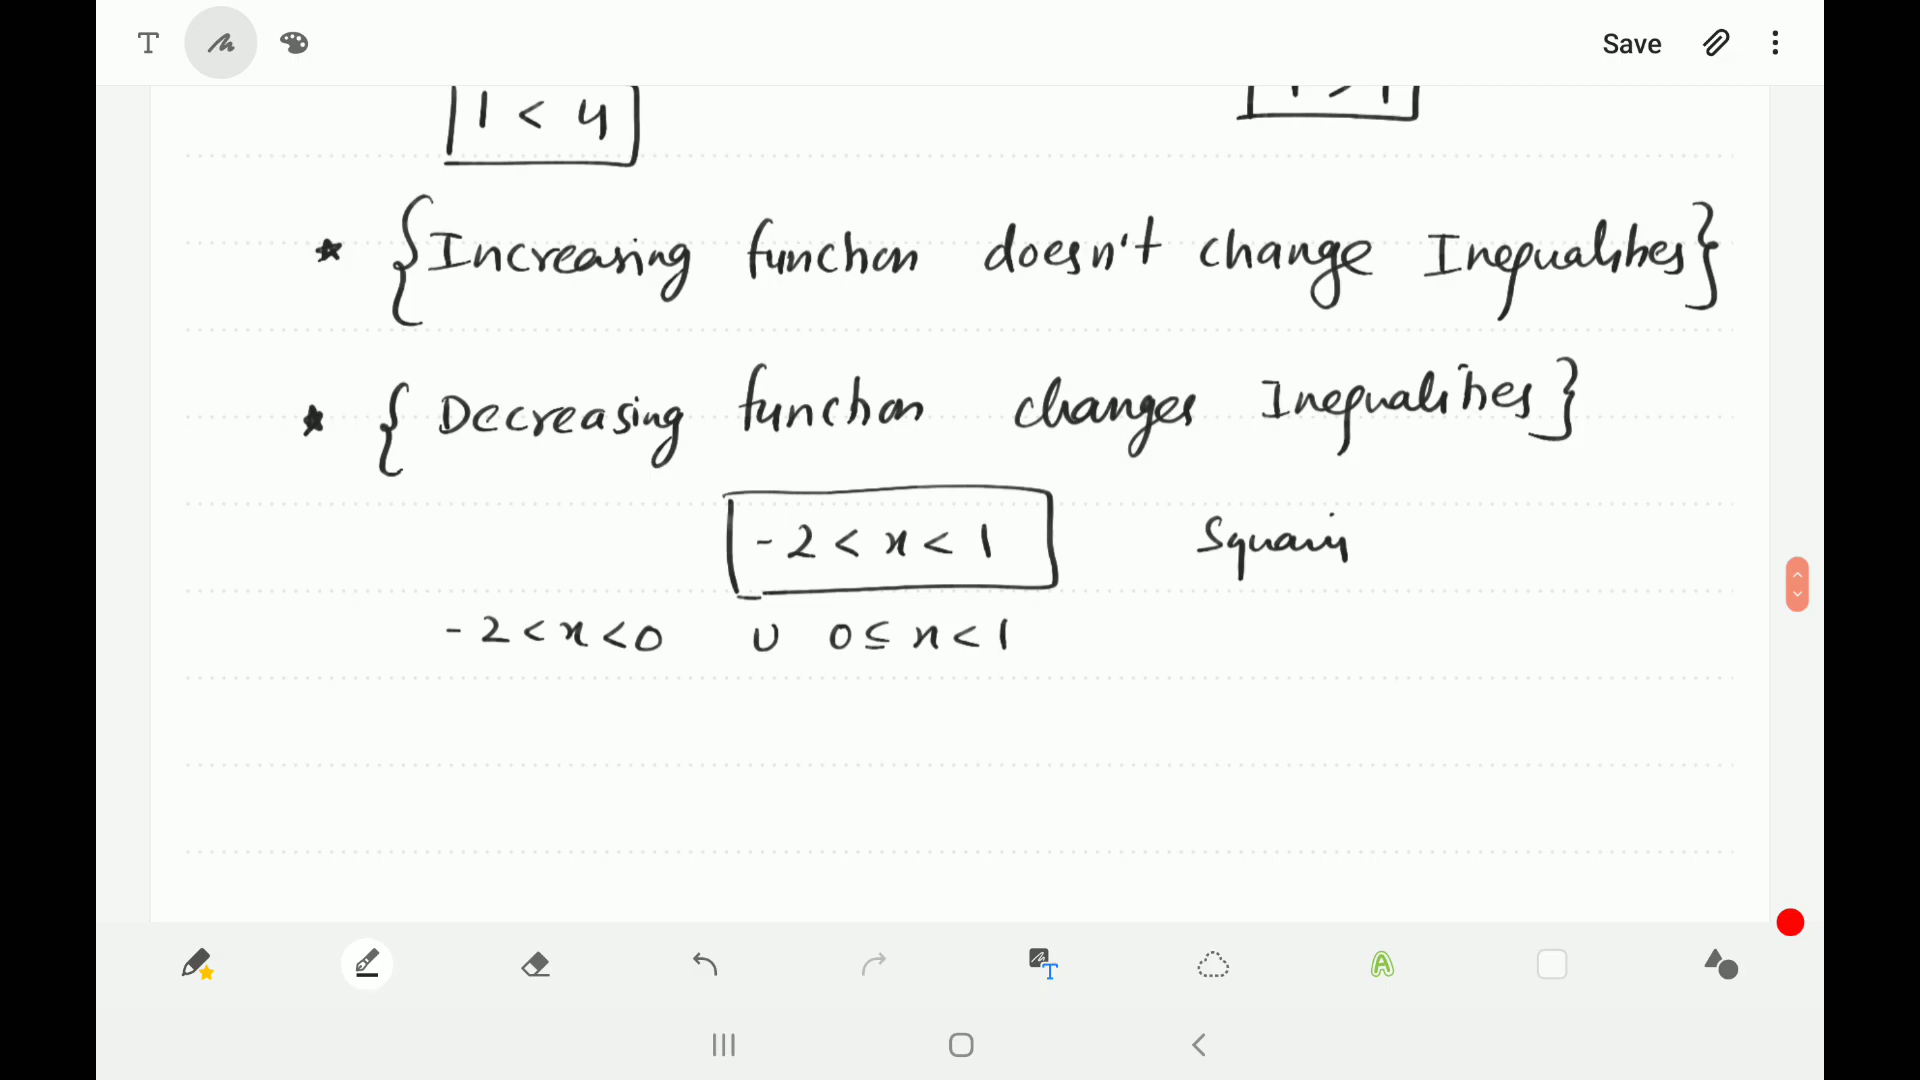 Save
1 < 4
* {Increasing function doesn't change Inequalities}
* { Decreasing function changes Inequalities }
-2 < x < 1 Squaring
-2 < x < 0 ∪ 0 ≤ x < 1